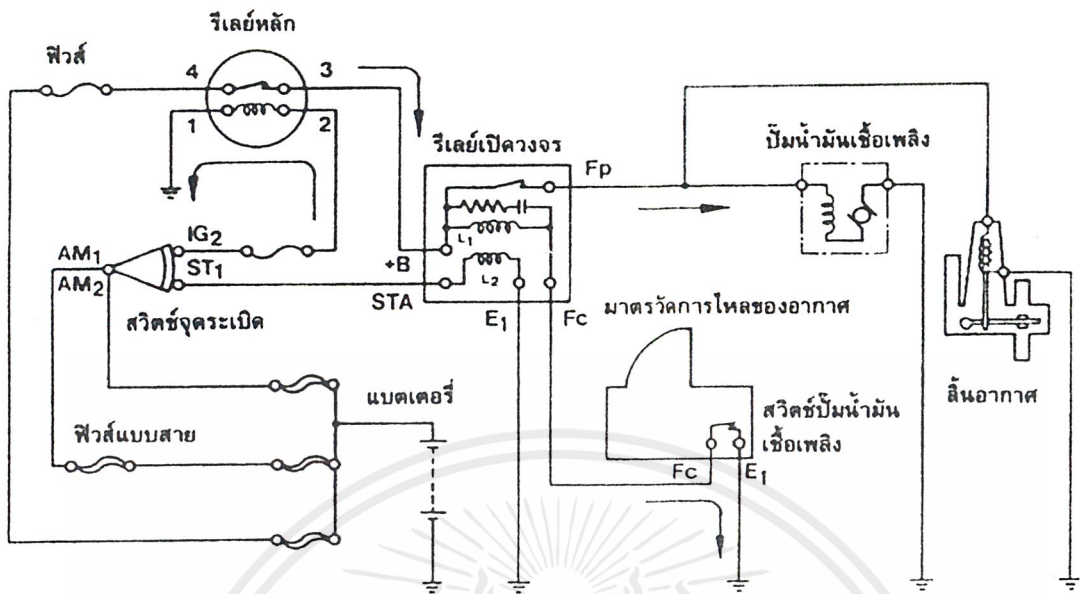 รีเลย์หลัก
ฟิวส์
4
3
1
2
รีเลย์เปิดวงจร
Fp
ปั๊มน้ำมันเชื้อเพลิง
IG2
AM1
ST1
AM2
L1
+B
L2
STA
สวิตช์จุดระเบิด
E1
Fc
มาตรวัดการไหลของอากาศ
แบตเตอรี่
สวิตช์ปั๊มน้ำมัน
เชื้อเพลิง
ลิ้นอากาศ
ฟิวส์แบบสาย
Fc
E1